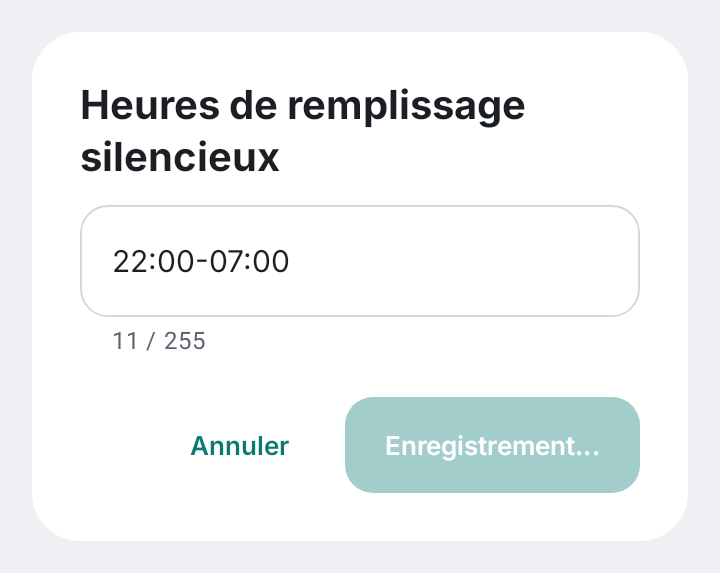 Heures de remplissage
silencieux
22:00-07:00
11 / 255
Annuler
Enregistrement...